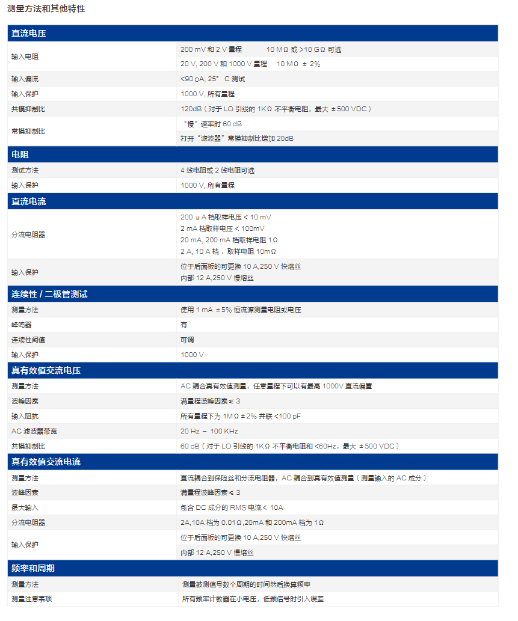 测量方法和其他特性
直流电压
输入电阻
200 mV 和 2 V 量程 10 MΩ 或 >10 GΩ 可选
20 V, 200 V 和 1000 V 量程 10 MΩ ± 2%
输入偏流 <90 pA, 25° C 测试
输入保护 1000 V, 所有量程
共模抑制比 120dB（对于 LO 引线的 1KΩ 不平衡电阻，最大 ±500 VDC）
常模抑制比
“慢”速率时 60 dB
打开“滤波器”常模抑制比增加 20dB
电阻
测试方法 4 线电阻或 2 线电阻可选
输入保护 1000 V, 所有量程
直流电流
分流电阻器
200 uA 档取样电压 < 10 mV
2 mA 档取样电压 < 100mV
20 mA, 200 mA 档取样电阻 1Ω
2 A, 10 A 档，取样电阻 10mΩ
输入保护
位于后面板的可更换 10 A,250 V 快熔丝
内部 12 A,250 V 慢熔丝
连续性 / 二极管测试
测量方法 使用 1 mA ±5% 恒流源测量电阻或电压
蜂鸣器 有
连续性阈值 可调
输入保护 1000 V
真有效值交流电压
测量方法 AC 耦合真有效值测量，任意量程下可以有最高 1000V 直流偏置
波峰因素 满量程波峰因素 ≤ 3
输入阻抗 所有量程下为 1MΩ±2% 并联 <100 pF
AC 滤波器带宽 20 Hz ~ 100 KHz
共模抑制比 60 dB（对于 LO 引线的 1KΩ 不平衡电阻和 <60Hz，最大 ±500 VDC）
真有效值交流电流
测量方法 直流耦合到保险丝和分流电阻器，AC 耦合到真有效值测量（测量输入的 AC 成分）
波峰因素 满量程波峰因素 ≤ 3
最大输入 包含 DC 成分的 RMS 电流 < 10A
分流电阻器 2A,10A 档为 0.01Ω,20mA 和 200mA 档为 1Ω
输入保护
位于后面板的可更换 10 A,250 V 快熔丝
内部 12 A,250 V 慢熔丝
频率和周期
测量方法 测量被测信号数个周期的时间然后换算频率
测量注意事项 所有频率计数器在小电压，低频信号时引入误差